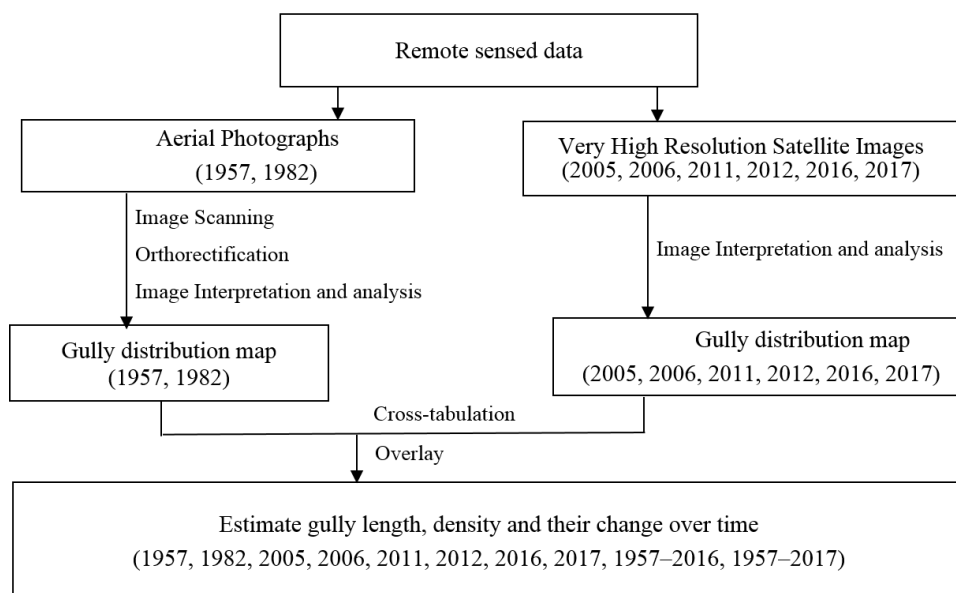 Remote sensed data
Aerial Photographs
(1957, 1982)
Very High Resolution Satellite Images
(2005, 2006, 2011, 2012, 2016, 2017)
Image Scanning
Orthorectification
Image Interpretation and analysis
Image Interpretation and analysis
Gully distribution map
(1957, 1982)
Gully distribution map
(2005, 2006, 2011, 2012, 2016, 2017)
Cross-tabulation
Overlay
Estimate gully length, density and their change over time
(1957, 1982, 2005, 2006, 2011, 2012, 2016, 2017, 1957–2016, 1957–2017)